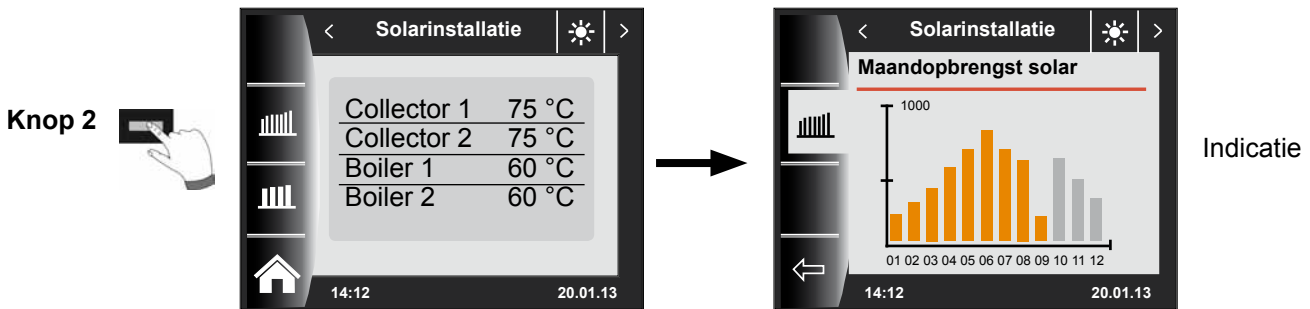 Knop 2
< Solarinstallatie >
Collector 1 75 °C
Collector 2 75 °C
Boiler 1 60 °C
Boiler 2 60 °C
14:12 20.01.13
< Solarinstallatie >
Maandopbrengst solar
1000
01 02 03 04 05 06 07 08 09 10 11 12
14:12 20.01.13
Indicatie